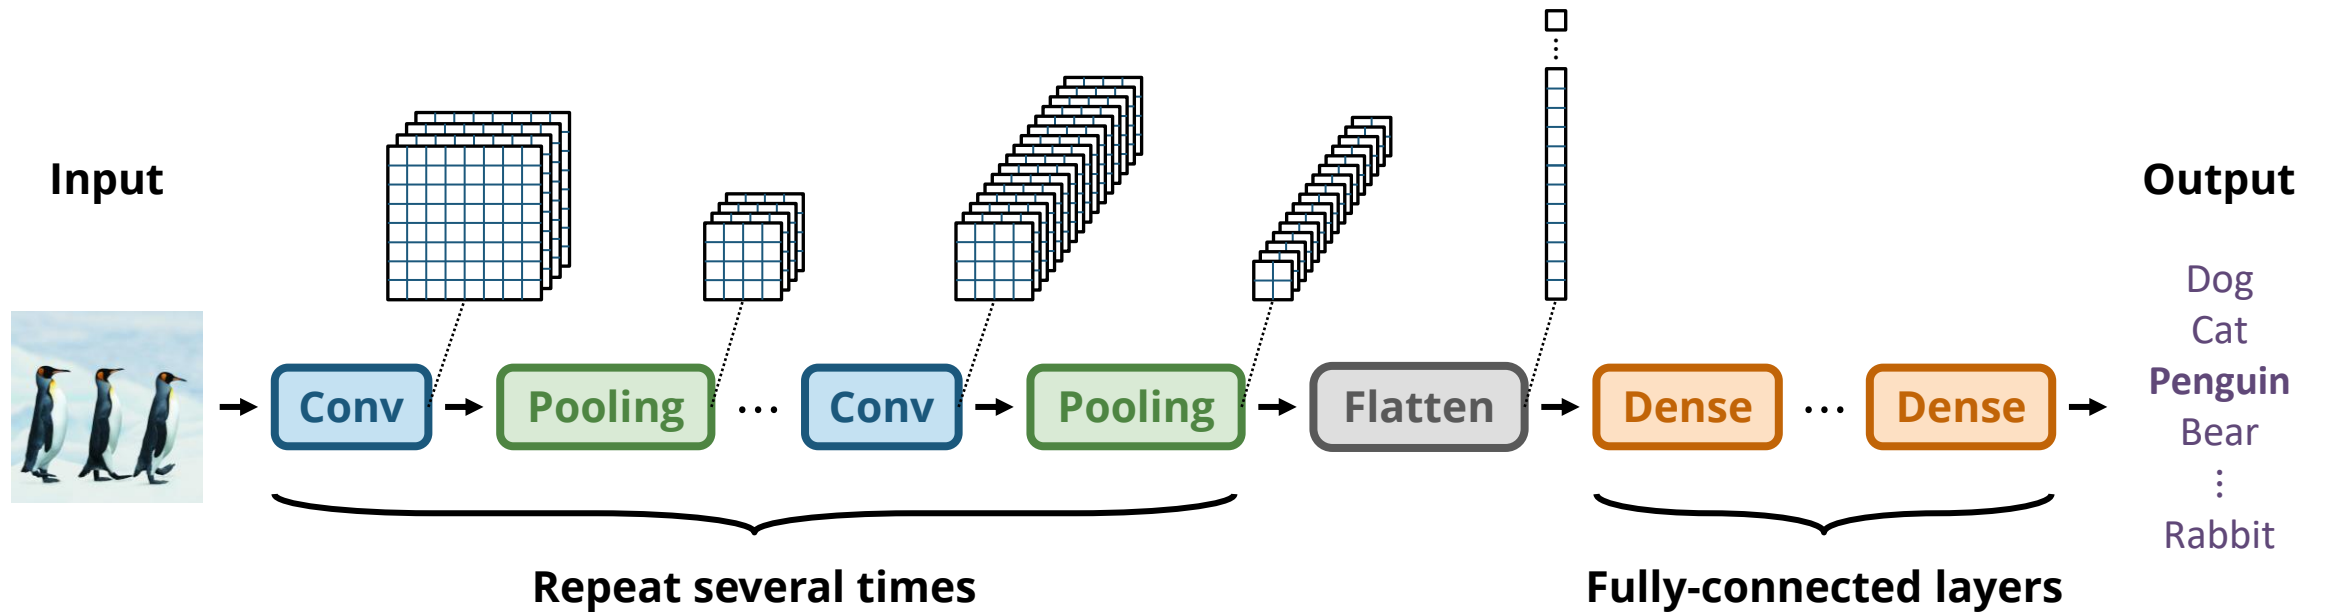 Input
Conv
Pooling
...
Conv
Pooling
Flatten
Dense
...
Dense
Output
Dog
Cat
Penguin
Bear
⋮
Rabbit
Repeat several times
Fully-connected layers